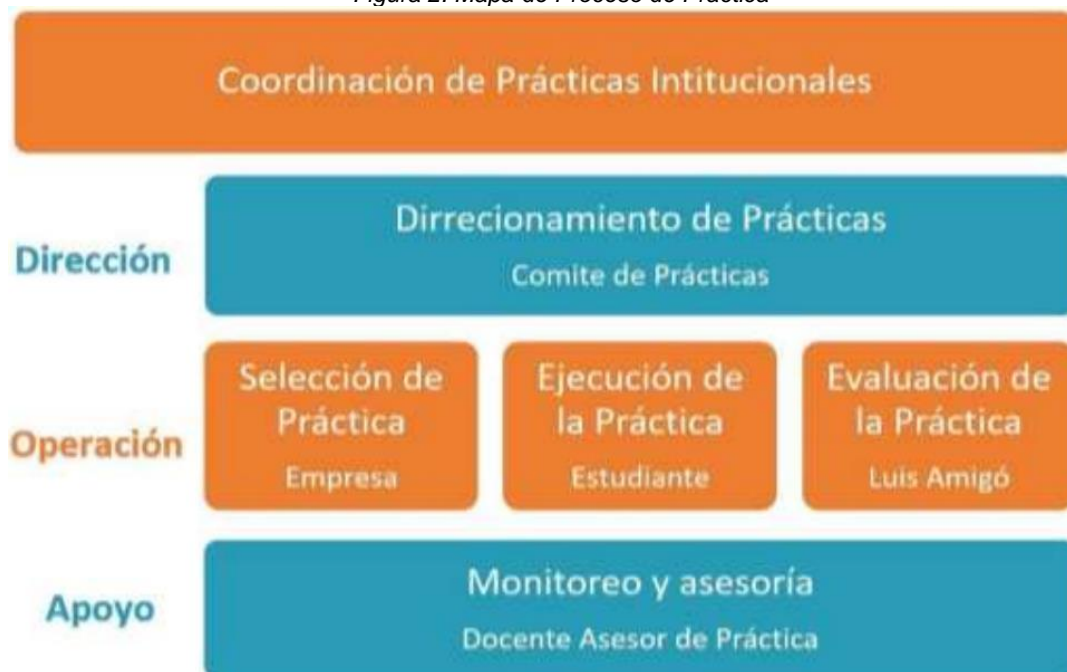 Figura 2. Mapa de Proceso de Práctica
Coordinación de Prácticas Intitucionales
Dirección
Dirrecionamiento de Prácticas
Comite de Prácticas
Operación
Selección de
Práctica
Empresa
Ejecución de
la Práctica
Estudiante
Evaluación de
la Práctica
Luis Amigó
Apoyo
Monitoreo y asesoría
Docente Asesor de Práctica